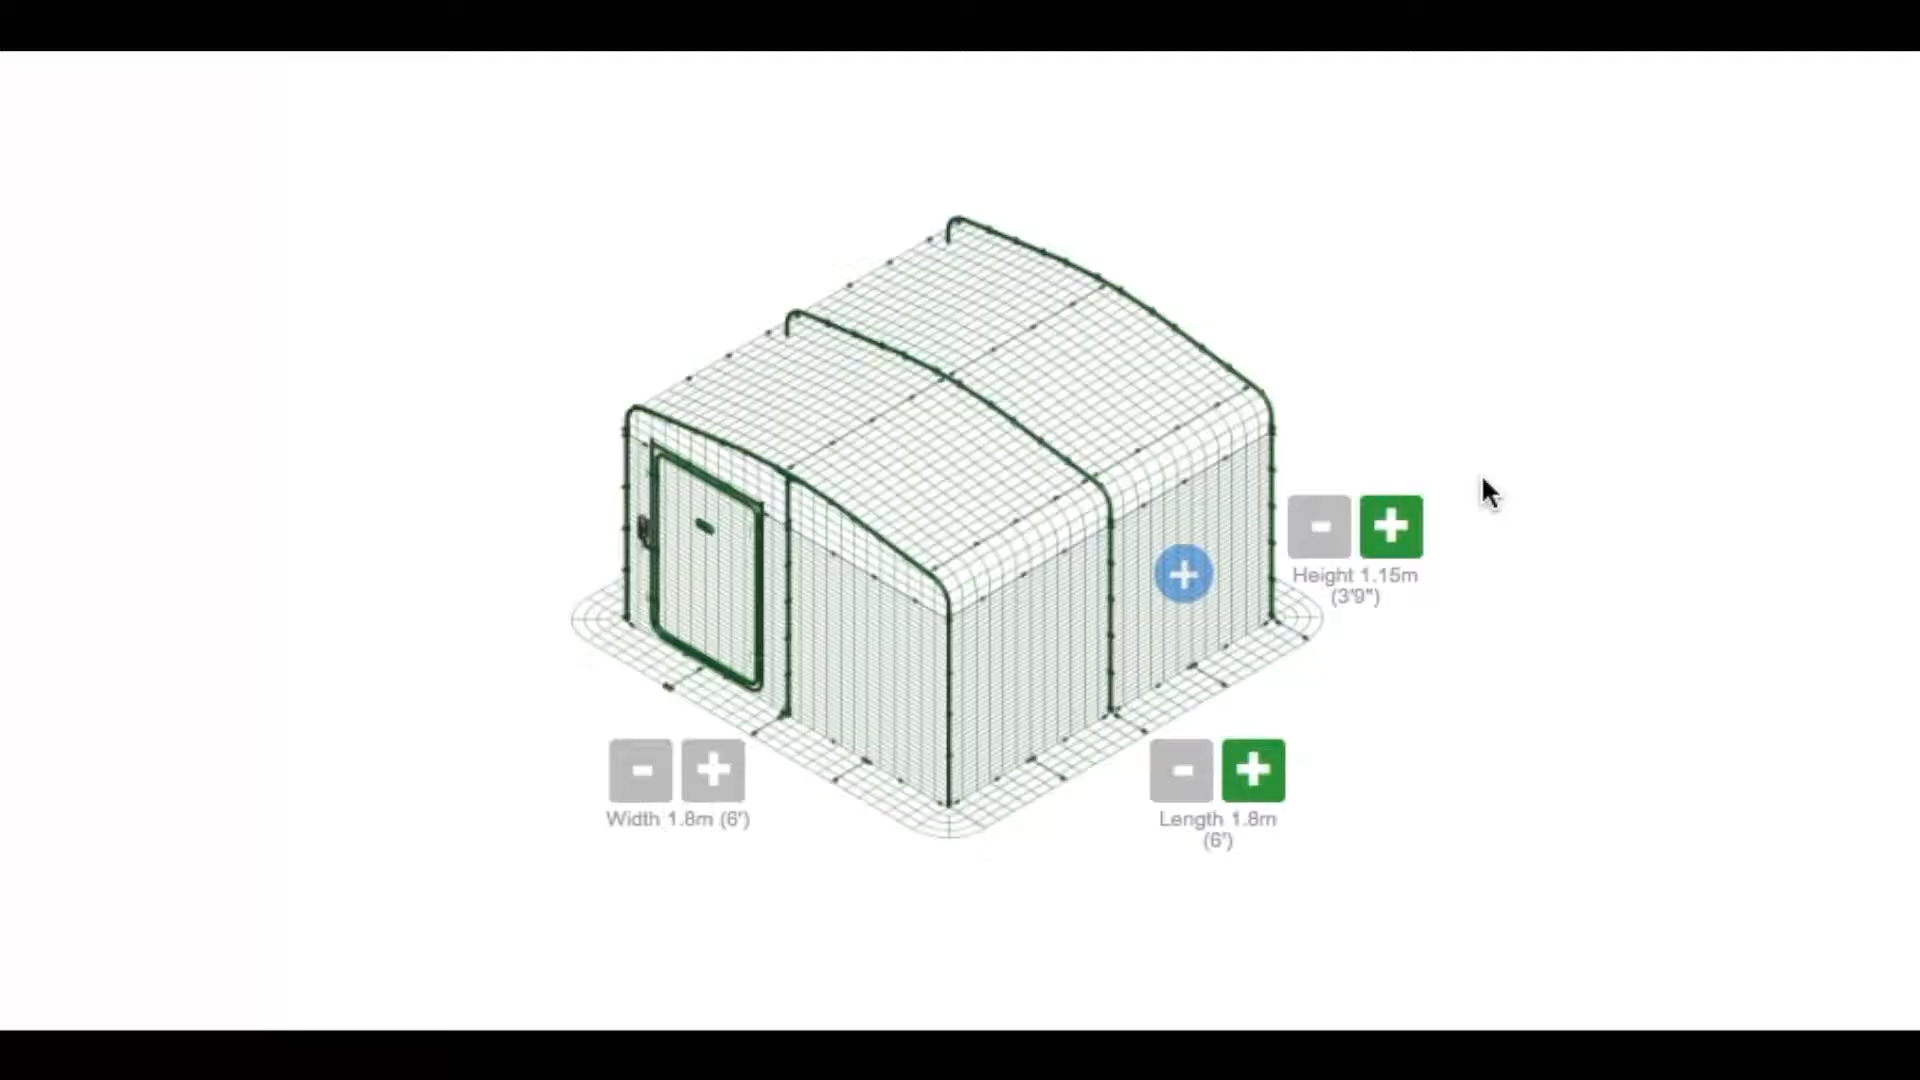 - +
Height 1.15m
(3'9")
- +
Width 1.8m (6')
- +
Length 1.8m
(6')